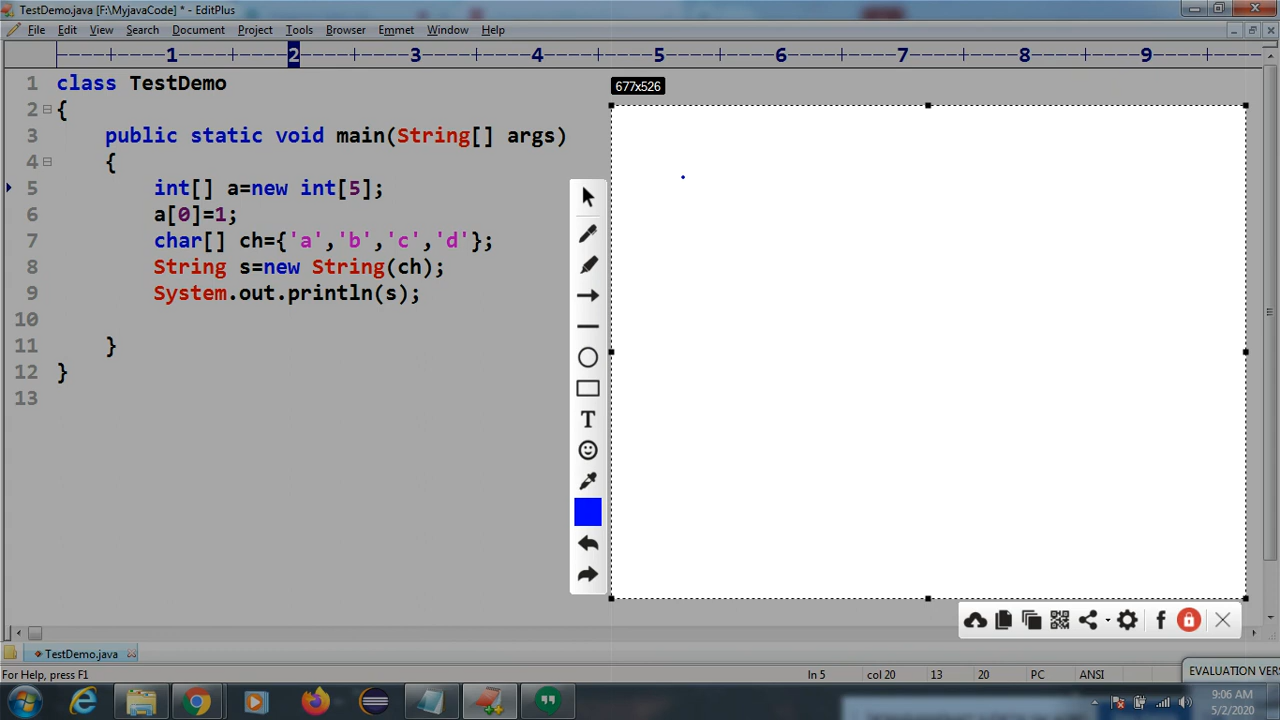 TestDemo.java [F:\MyjavaCode] * - EditPlus
File Edit View Search Document Project Tools Browser Emmet Window Help
1 2 3 4 5 6 7 8 9
1 class TestDemo
2 {
3 public static void main(String[] args)
4 {
5 int[] a=new int[5];
6 a[0]=1;
7 char[] ch={'a','b','c','d'};
8 String s=new String(ch);
9 System.out.println(s);
10
11 }
12 }
13
677x526
T
f
TestDemo.java
For Help, press F1 ln 5 col 20 13 20 PC ANSI
EVALUATION VERS
9:06 AM
5/2/2020